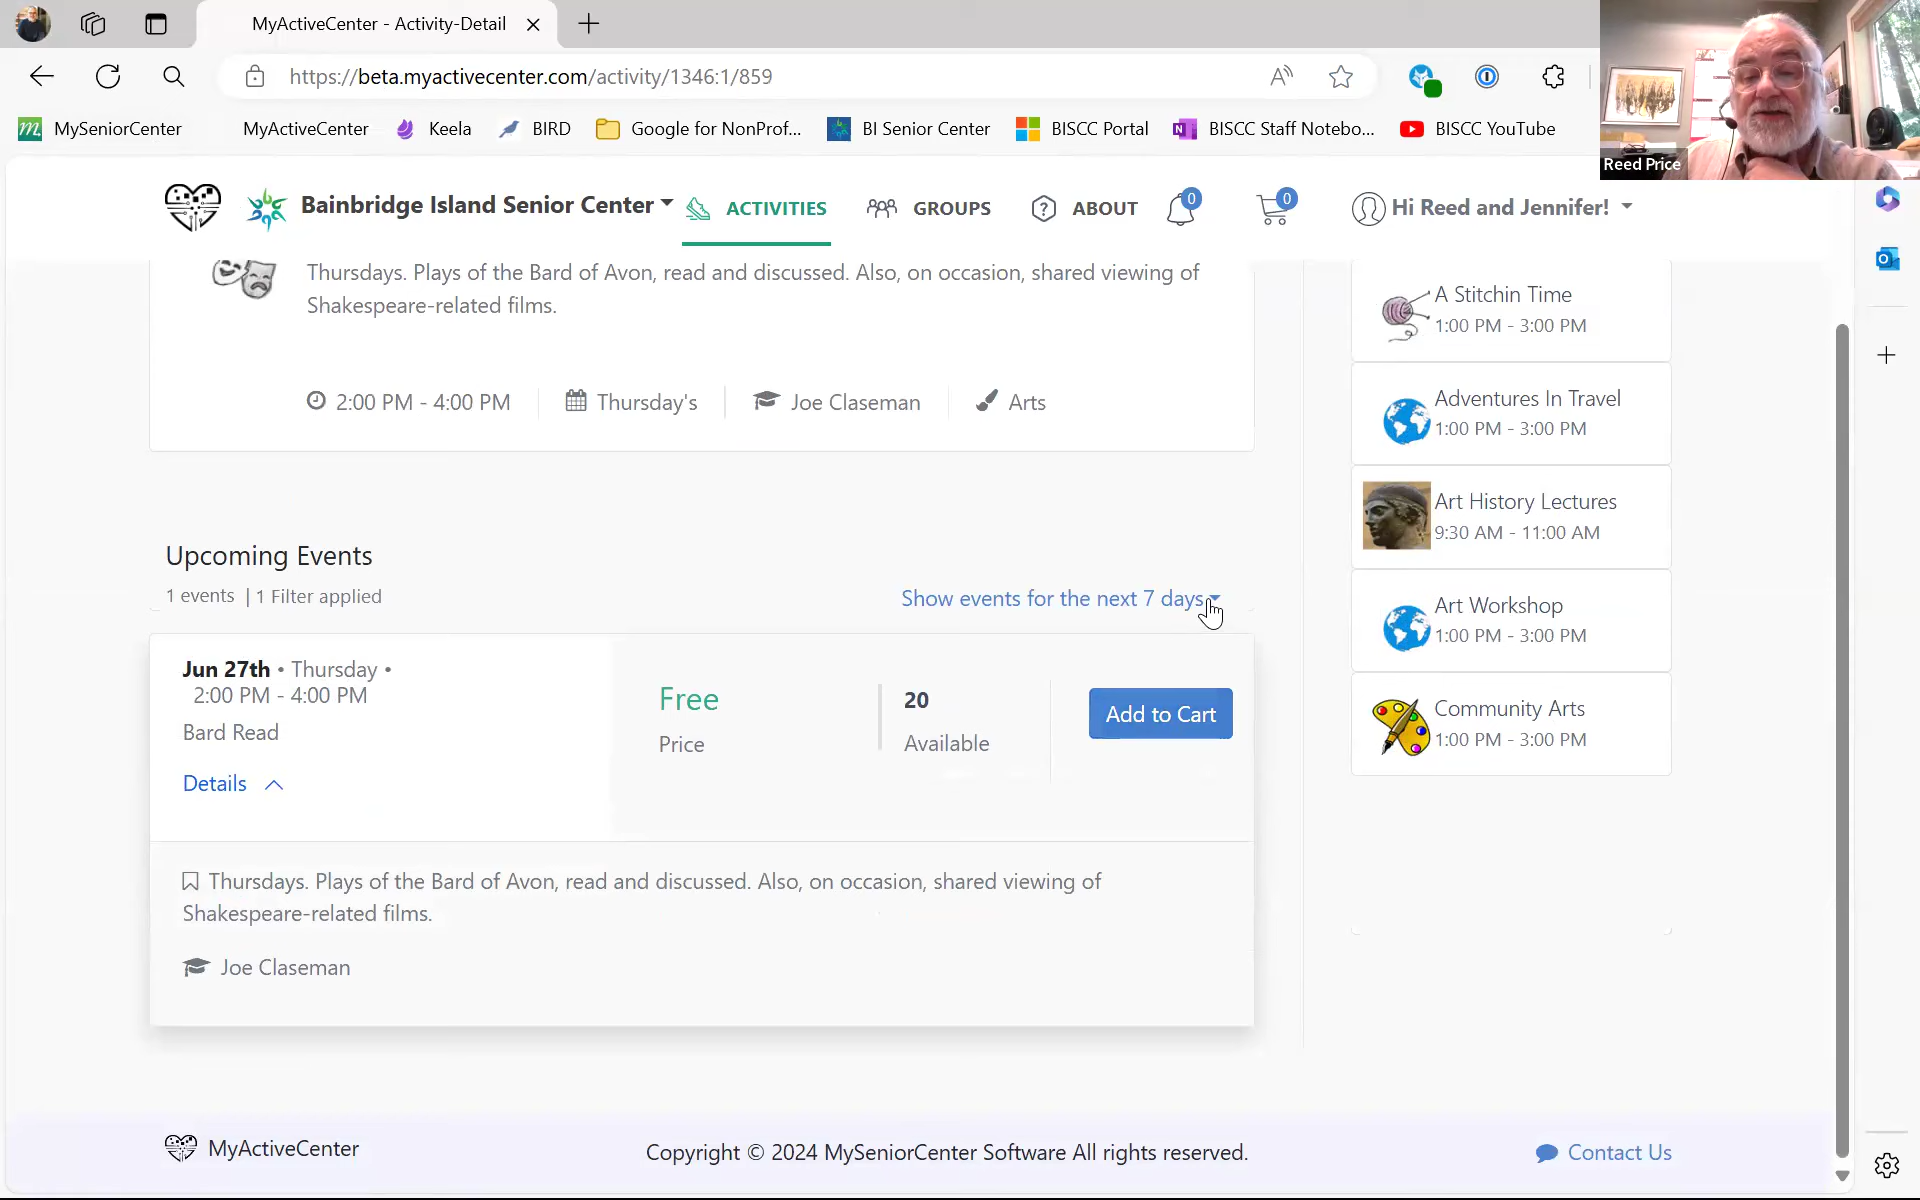 MyActiveCenter - Activity-Detail
https://beta.myactivecenter.com/activity/1346:1/859
MySeniorCenter
MyActiveCenter
Keela
BIRD
Google for NonProf...
BI Senior Center
BISCC Portal
BISCC Staff Notebo...
BISCC YouTube
Reed Price
Bainbridge Island Senior Center
ACTIVITIES
GROUPS
ABOUT
0
0
Hi Reed and Jennifer!
Thursdays. Plays of the Bard of Avon, read and discussed. Also, on occasion, shared viewing of
Shakespeare-related films.
2:00 PM - 4:00 PM
Thursday's
Joe Claseman
Arts
A Stitchin Time
1:00 PM - 3:00 PM
Adventures In Travel
1:00 PM - 3:00 PM
Art History Lectures
9:30 AM - 11:00 AM
Art Workshop
1:00 PM - 3:00 PM
Community Arts
1:00 PM - 3:00 PM
Upcoming Events
1 events | 1 Filter applied
Show events for the next 7 days
Jun 27th • Thursday •
2:00 PM - 4:00 PM
Bard Read
Details
Free
Price
20
Available
Add to Cart
Thursdays. Plays of the Bard of Avon, read and discussed. Also, on occasion, shared viewing of
Shakespeare-related films.
Joe Claseman
MyActiveCenter
Copyright © 2024 MySeniorCenter Software All rights reserved.
Contact Us